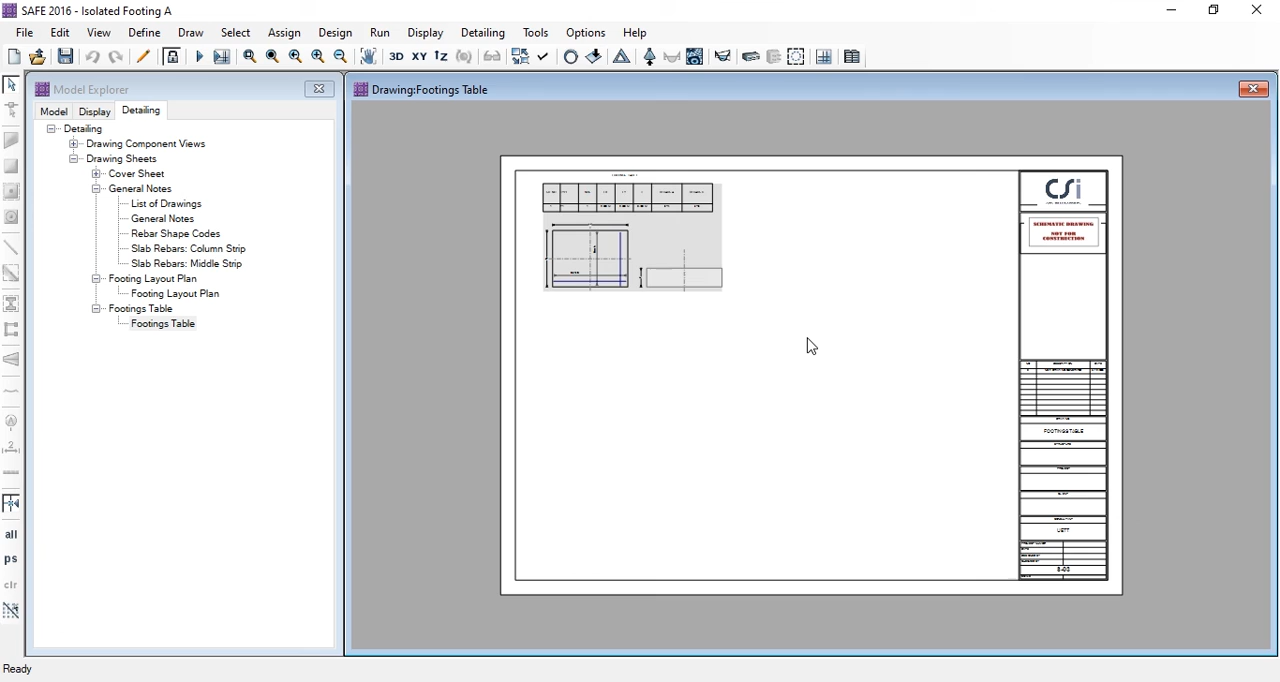 SAFE 2016 - Isolated Footing A
File Edit View Define Draw Select Assign Design Run Display Detailing Tools Options Help
3D XY
Model Explorer
Drawing:Footings Table
Model Display Detailing
Detailing
Drawing Component Views
Drawing Sheets
Cover Sheet
General Notes
List of Drawings
General Notes
Rebar Shape Codes
Slab Rebars: Column Strip
Slab Rebars: Middle Strip
Footing Layout Plan
Footing Layout Plan
Footings Table
Footings Table
CSi
SCHEMATIC DRAWING
NOT FOR
CONSTRUCTION
FOOTINGS TABLE
S-03
all
ps
clr
Ready